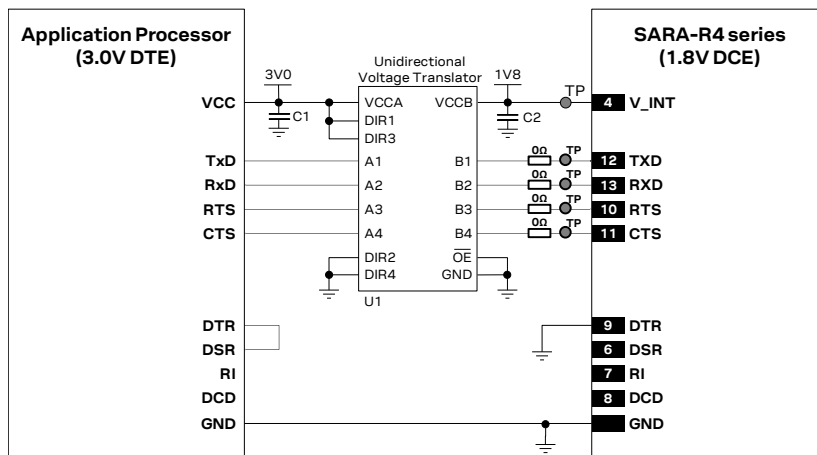 Application Processor
(3.0V DTE)
SARA-R4 series
(1.8V DCE)
Unidirectional
Voltage Translator
3V0
1V8
TP
VCC
VCCA
VCCB
4
V_INT
C1
DIR1
C2
DIR3
0Ω
TP
TxD
A1
B1
12
TXD
0Ω
TP
RxD
A2
B2
13
RXD
0Ω
TP
RTS
A3
B3
10
RTS
0Ω
TP
CTS
A4
B4
11
CTS
DIR2
OE
DIR4
GND
U1
DTR
9
DTR
DSR
6
DSR
RI
7
RI
DCD
8
DCD
GND
GND